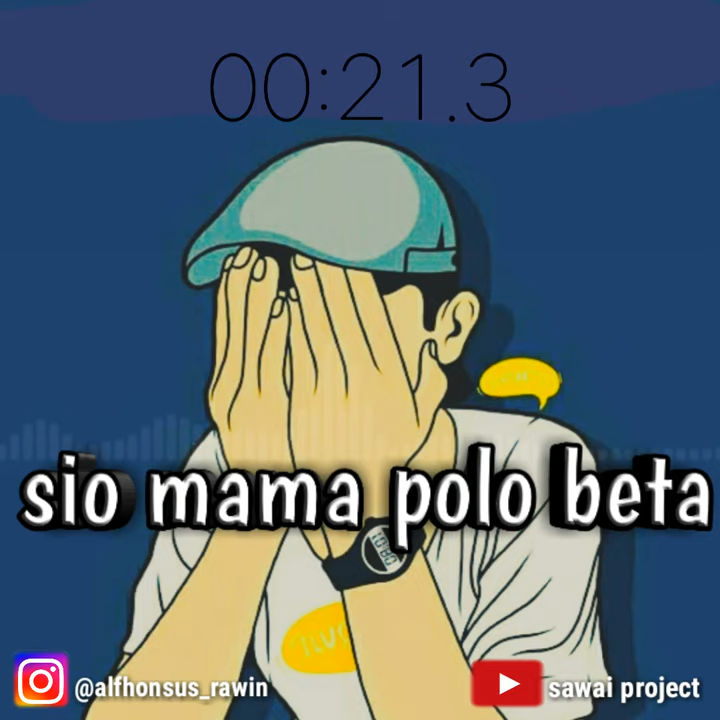 00:21.3
sio mama polo beta
@alfhonsus_rawin
sawai project